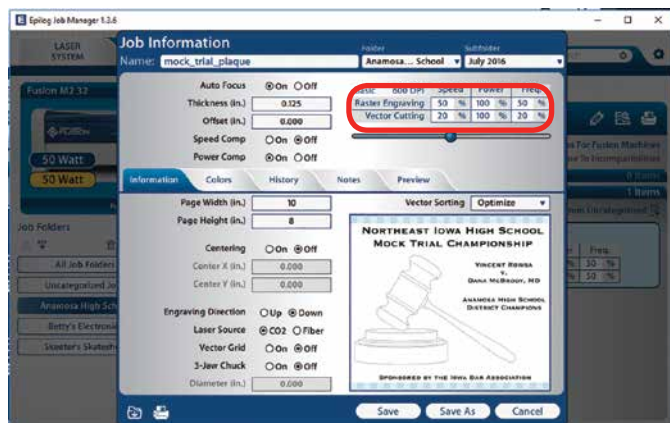 Epilog Job Manager 1.3.6
LASER
SYSTEM
Job Information
Folder
Subfolder
Name: mock_trial_plaque
Anamosa... School
July 2016
Auto Focus On Off
Basic 600 DPI Speed Power Freq.
Thickness (in.) 0.125
Raster Engraving 50 % 100 % 50 %
Offset (in.) 0.000
Vector Cutting 20 % 100 % 20 %
Speed Comp On Off
Power Comp On Off
Fusion M2 32
50 Watt
50 Watt
For Fusion Machines
0 Items
1 Items
Information Colors History Notes Preview
Page Width (in.) 10
Vector Sorting Optimize
Page Height (in.) 8
Centering On Off
Center X (in.) 0.000
Center Y (in.) 0.000
Engraving Direction Up Down
Laser Source CO2 Fiber
Vector Grid On Off
3-Jaw Chuck On Off
Diameter (in.) 0.000
NORTHEAST IOWA HIGH SCHOOL
MOCK TRIAL CHAMPIONSHIP
VINCENT
V.
DANA MCBRODY, MD
ANAMOSA HIGH SCHOOL
DISTRICT CHAMPIONS
SPONSORED BY THE IOWA BAR ASSOCIATION
Job Folders
All Job Folders
Uncategorized Jo
Anamosa High Sch
Betty's Electroni
Skeeter's Skatesh
Freq.
50 %
50 %
Save Save As Cancel